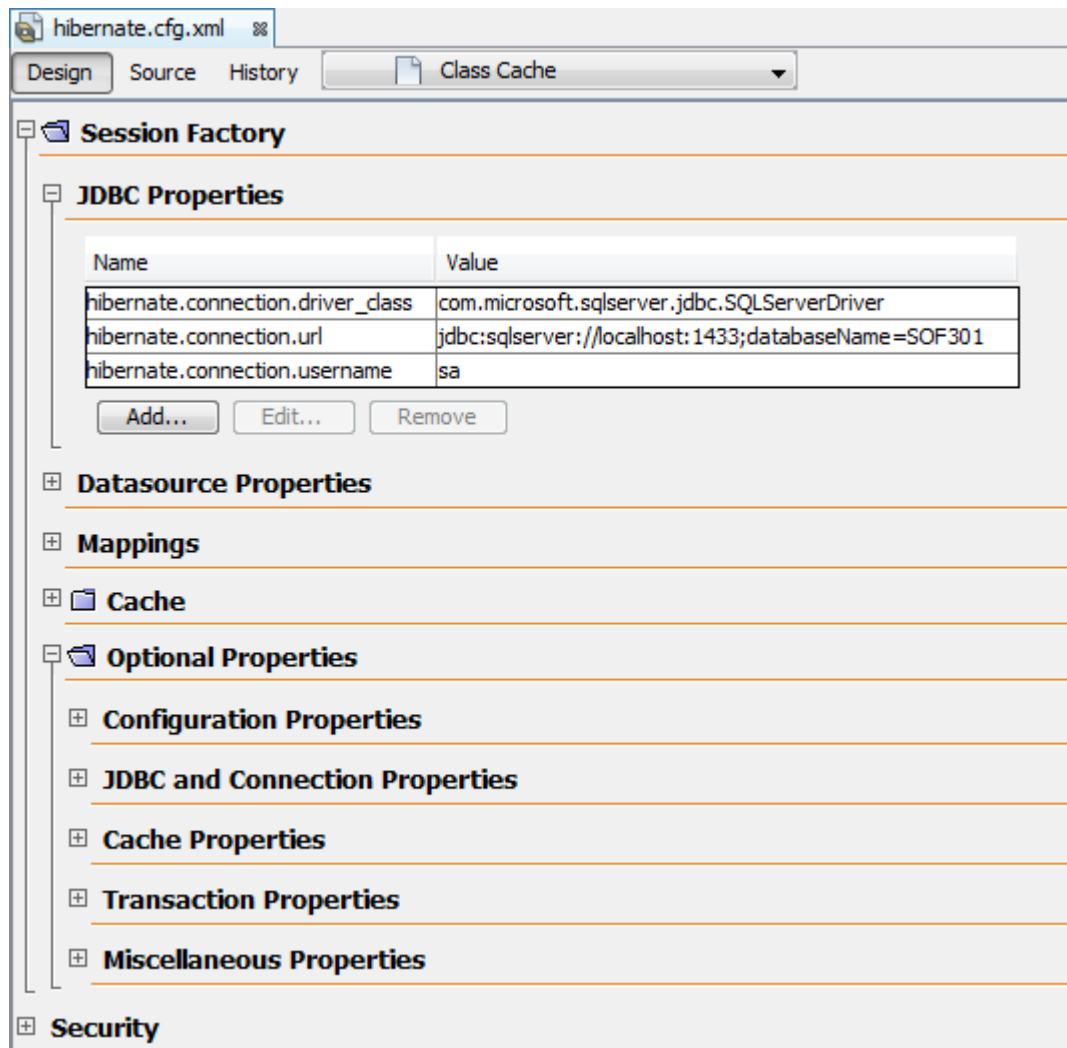 hibernate.cfg.xml
Design Source History Class Cache
Session Factory
JDBC Properties
Name Value
hibernate.connection.driver_class com.microsoft.sqlserver.jdbc.SQLServerDriver
hibernate.connection.url jdbc:sqlserver://localhost:1433;databaseName=SOF301
hibernate.connection.username sa
Add... Edit... Remove
Datasource Properties
Mappings
Cache
Optional Properties
Configuration Properties
JDBC and Connection Properties
Cache Properties
Transaction Properties
Miscellaneous Properties
Security